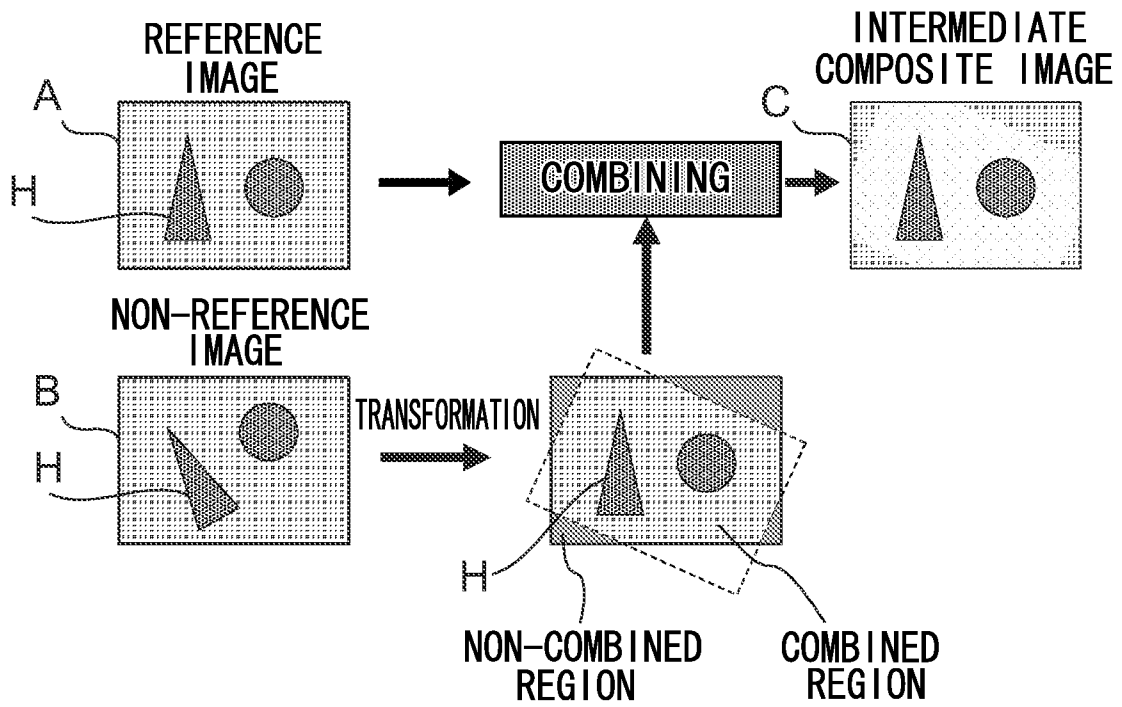 REFERENCE
IMAGE
A
H
COMBINING
INTERMEDIATE
COMPOSITE IMAGE
C
NON-REFERENCE
IMAGE
B
H
TRANSFORMATION
H
NON-COMBINED
REGION
COMBINED
REGION